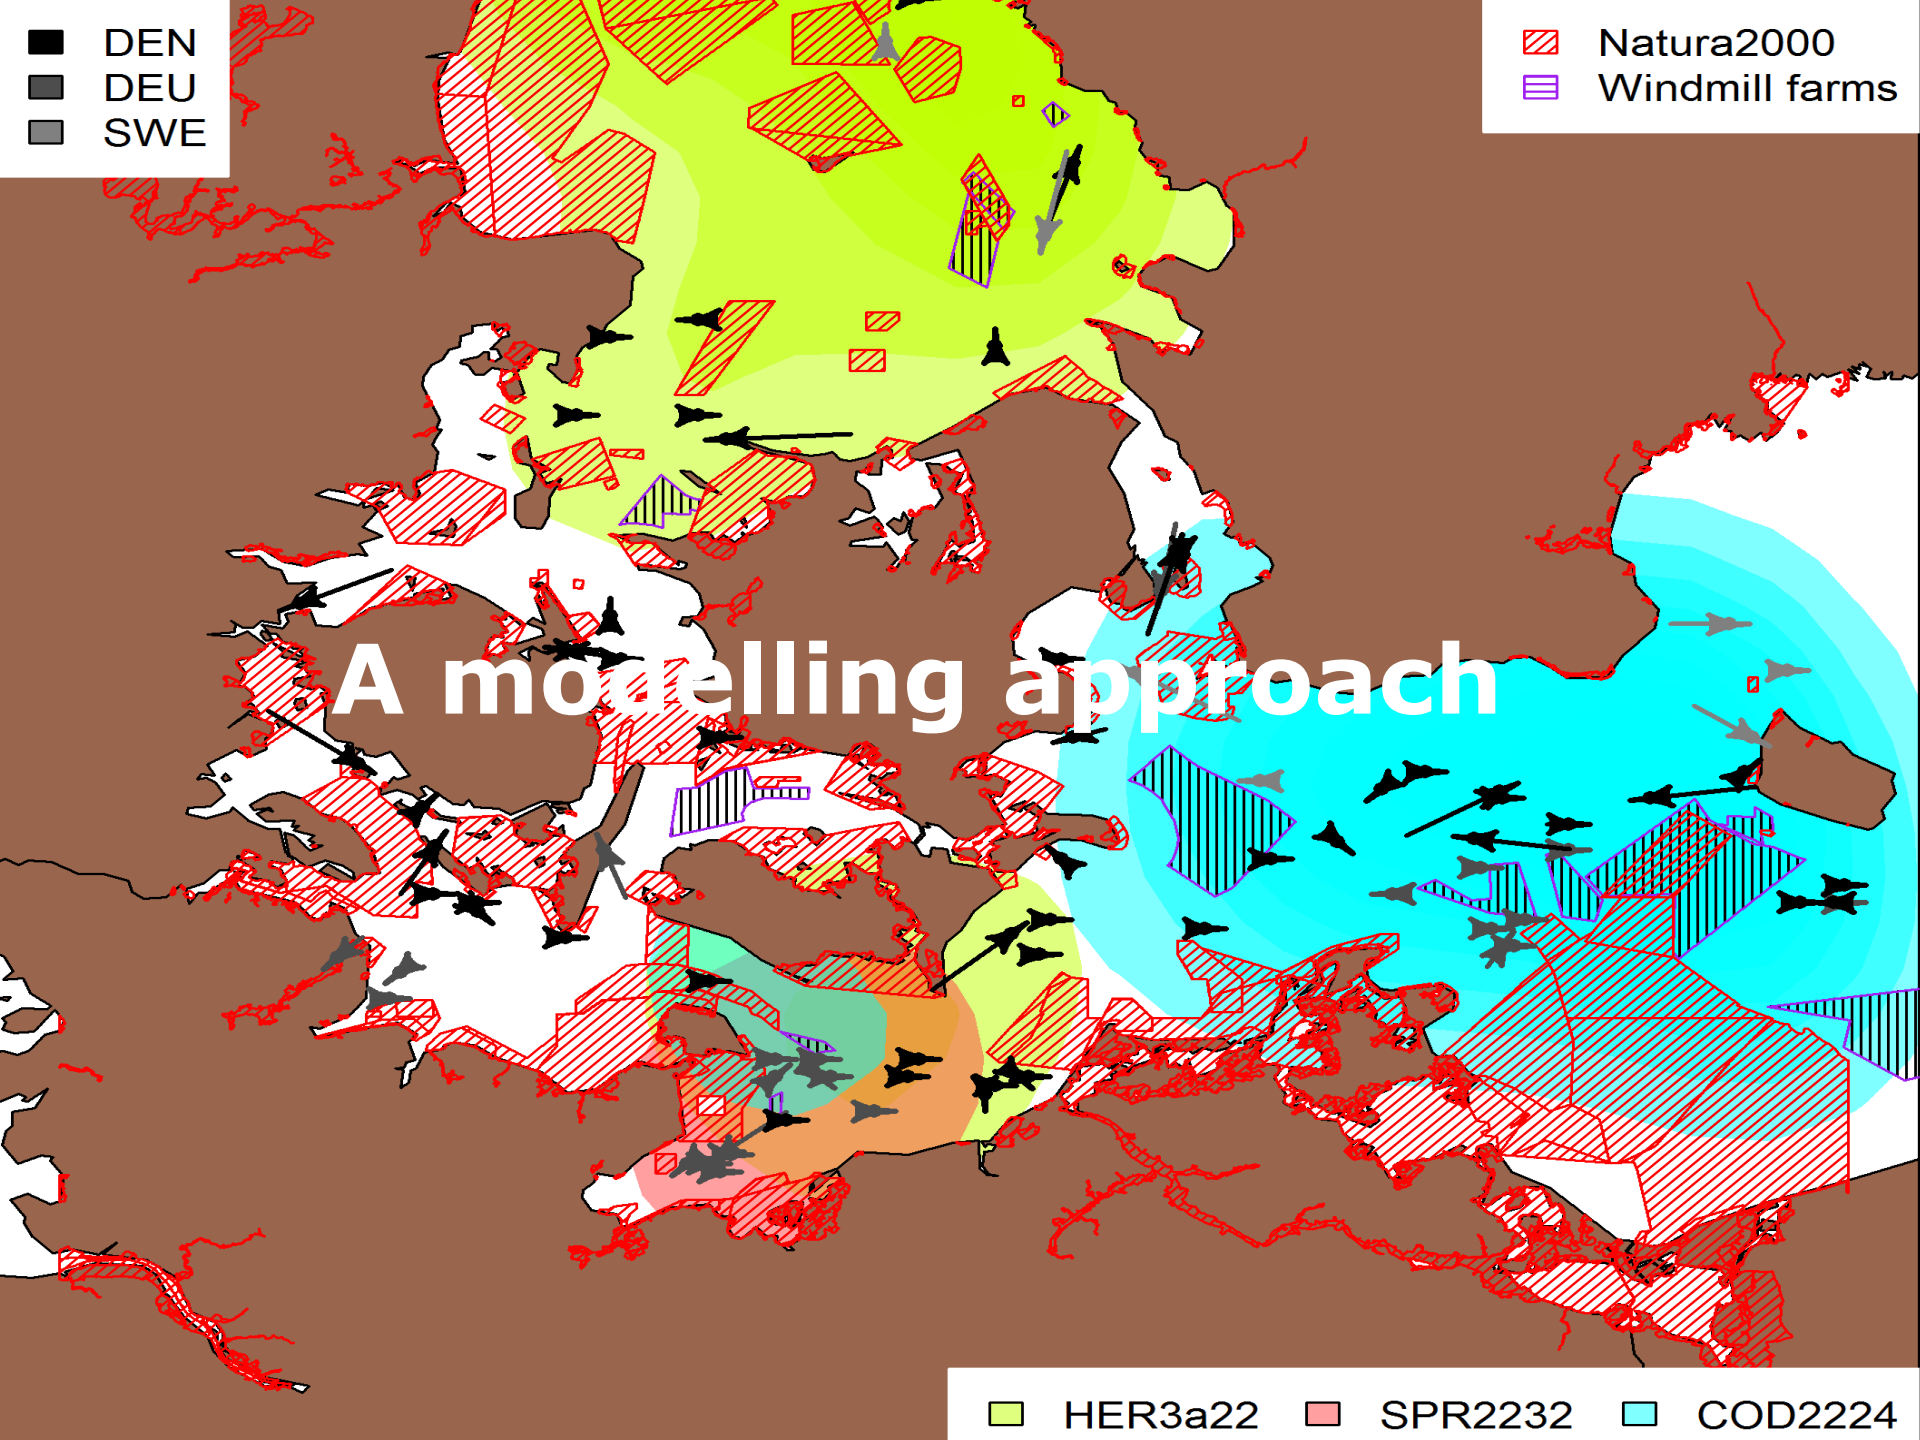 DEN
DEU
SWE
Natura2000
Windmill farms
A modelling approach
HER3a22 SPR2232 COD2224